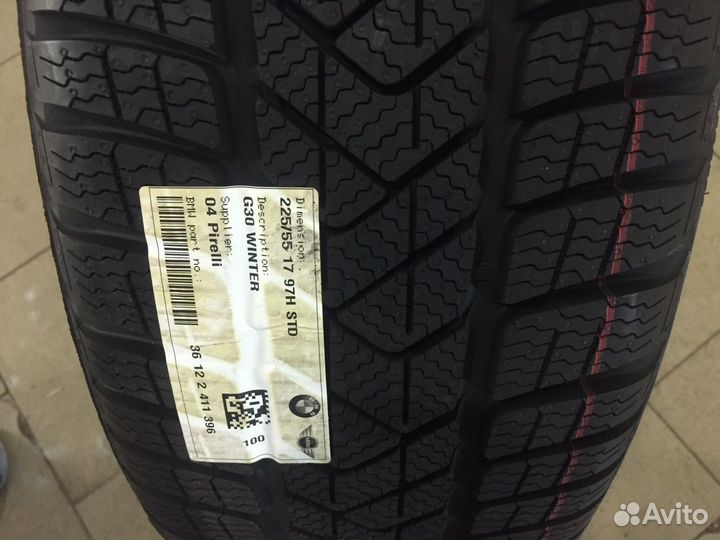 Dimension:
225/55 17 97H STD
Description:
G30 WINTER
Supplier:
04 Pirelli
BMW part no.:
36 12 2 411 396
100
Avito